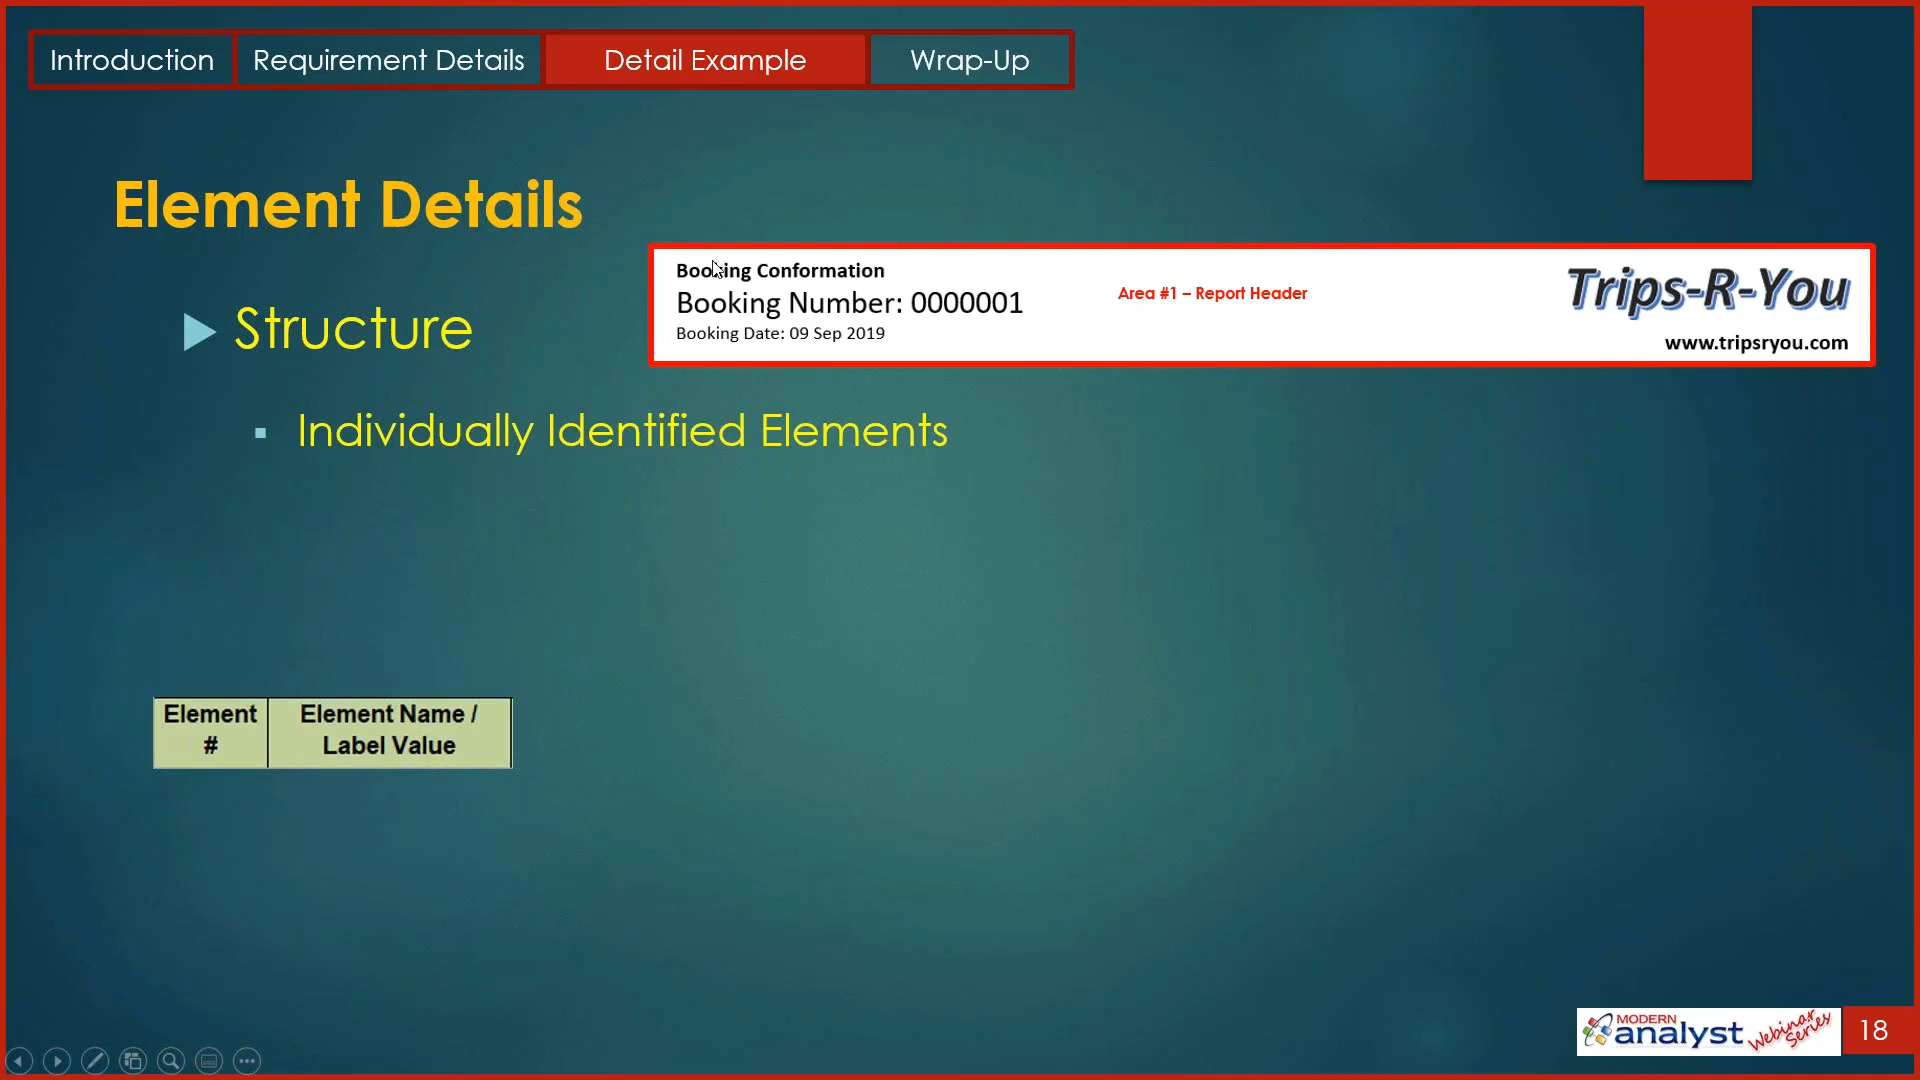 Introduction
Requirement Details
Detail Example
Wrap-Up
Element Details
Booking Conformation
Booking Number: 0000001
Booking Date: 09 Sep 2019
Area #1 – Report Header
Trips-R-You
www.tripsryou.com
Structure
Individually Identified Elements
Element
#
Element Name /
Label Value
MODERN
analyst
Webinar
Series
18